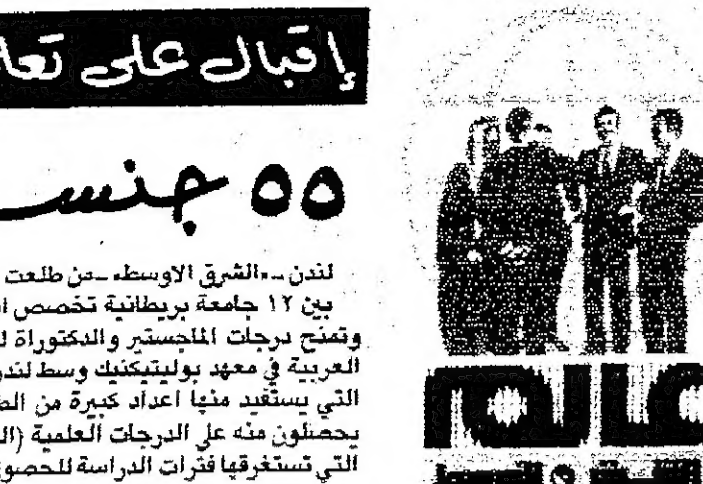 إقبال على تعا
٥٥ جنس
لندن ـ «الشرق الاوسط» ـ من طلعت
بين ١٢ جامعة بريطانية تخصص ا
وتمنح درجات الماجستير والدكتوراة ل
العربية في معهد بوليتيكنيك وسط لندن
التي يستفيد منها اعداد كبيرة من الط
يحصلون منه على الدرجات العلمية (ال
التي تستغرقها فترات الدراسة للحصو
عالم